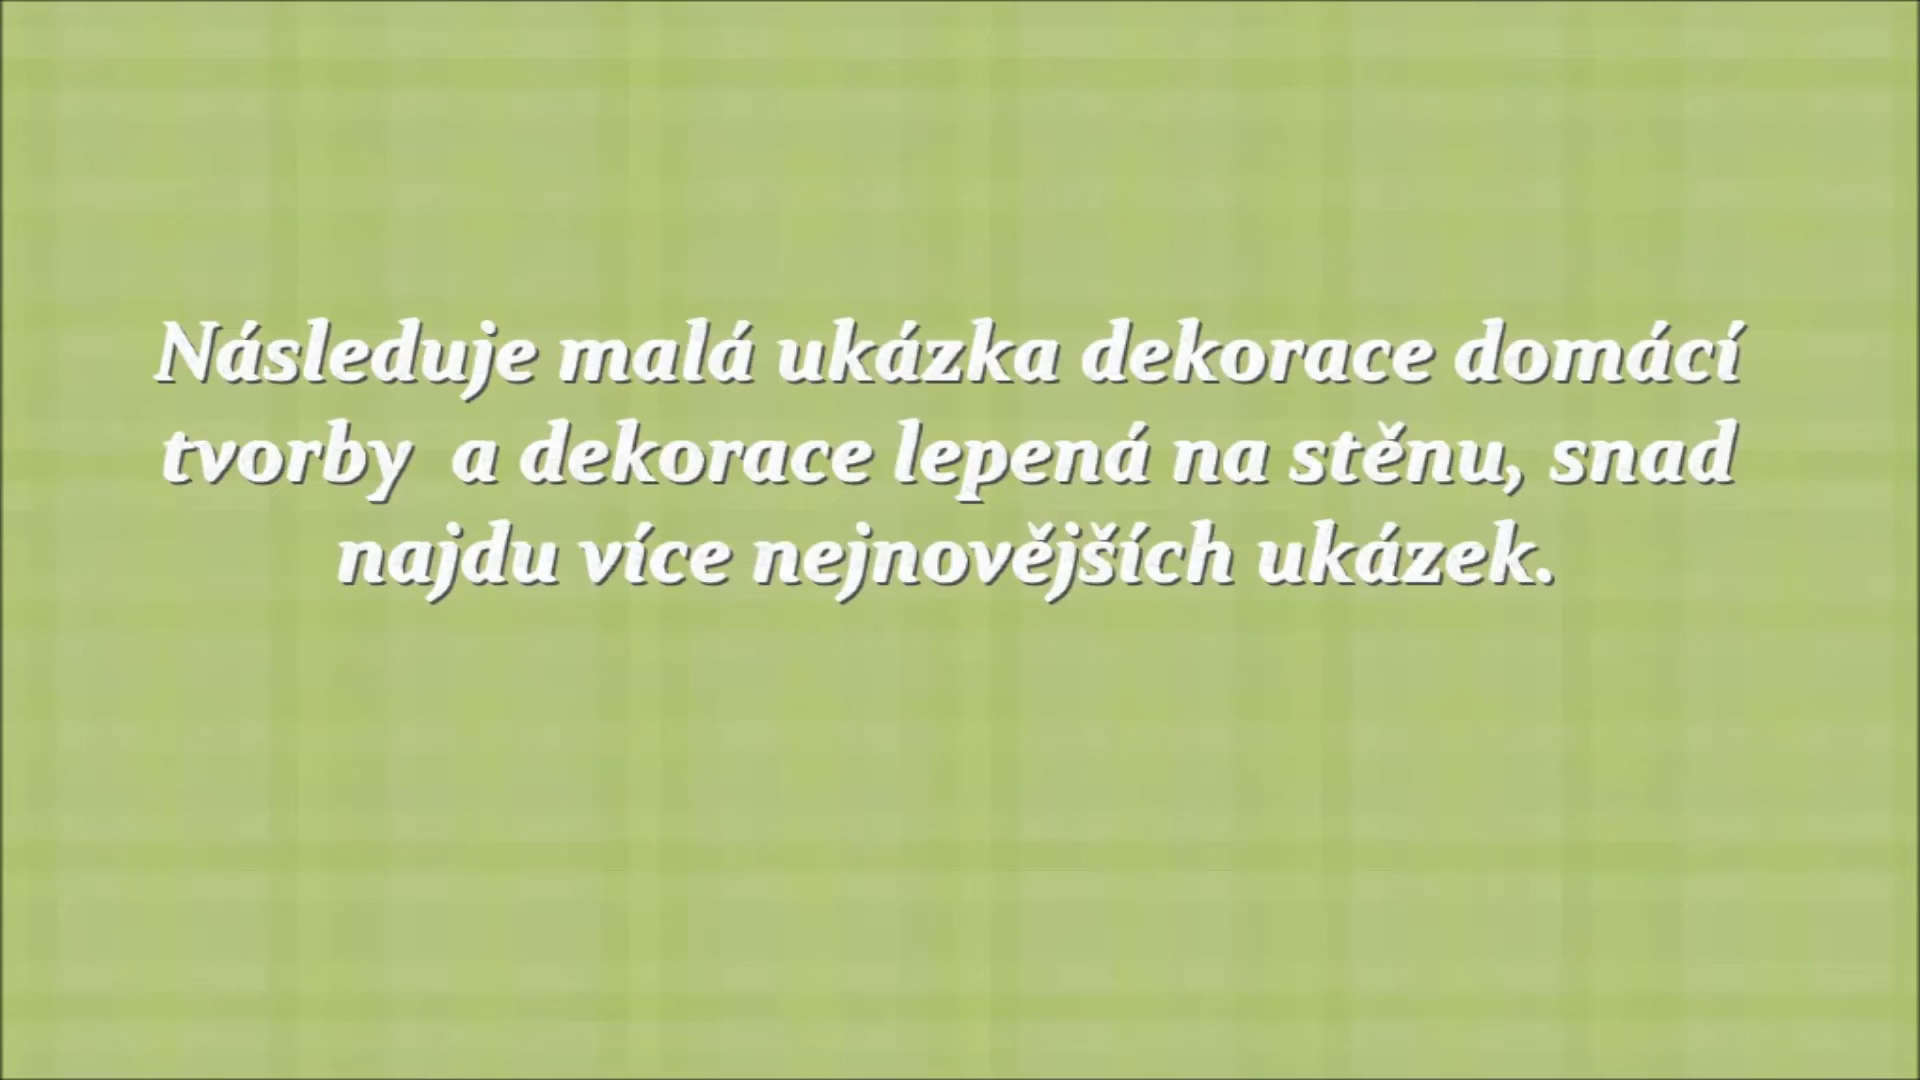 Následuje malá ukázka dekorace domácí
tvorby  a dekorace lepená na stěnu, snad
najdu více nejnovějších ukázek.